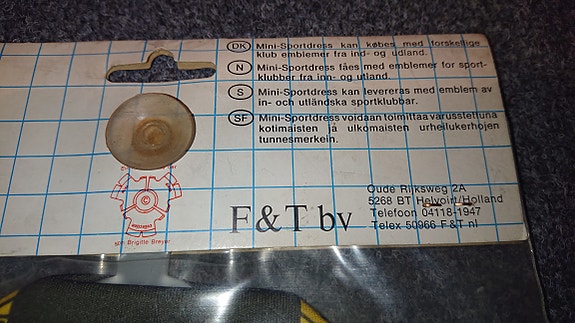 DK Mini-Sportdress kan købes med forskellige
klub emblemer fra ind- og udland.
N Mini-Sportdress fåes med emblemer for sport-
klubber fra inn- og utland.
S Mini-Sportdress kan levereras med emblem av
in- och utländska sportklubbar.
SF Mini-Sportdress voidaan toimittaa varusstettuna
kotimaisten ja ulkomaisten urheilukerhojen
tunnesmerkein.
Oude Rijksweg 2A
5268 BT Helvoirt/Holland
Telefoon 04118-1947
Telex 50966 F&T nl
F&T bv
Brigitte Breyer